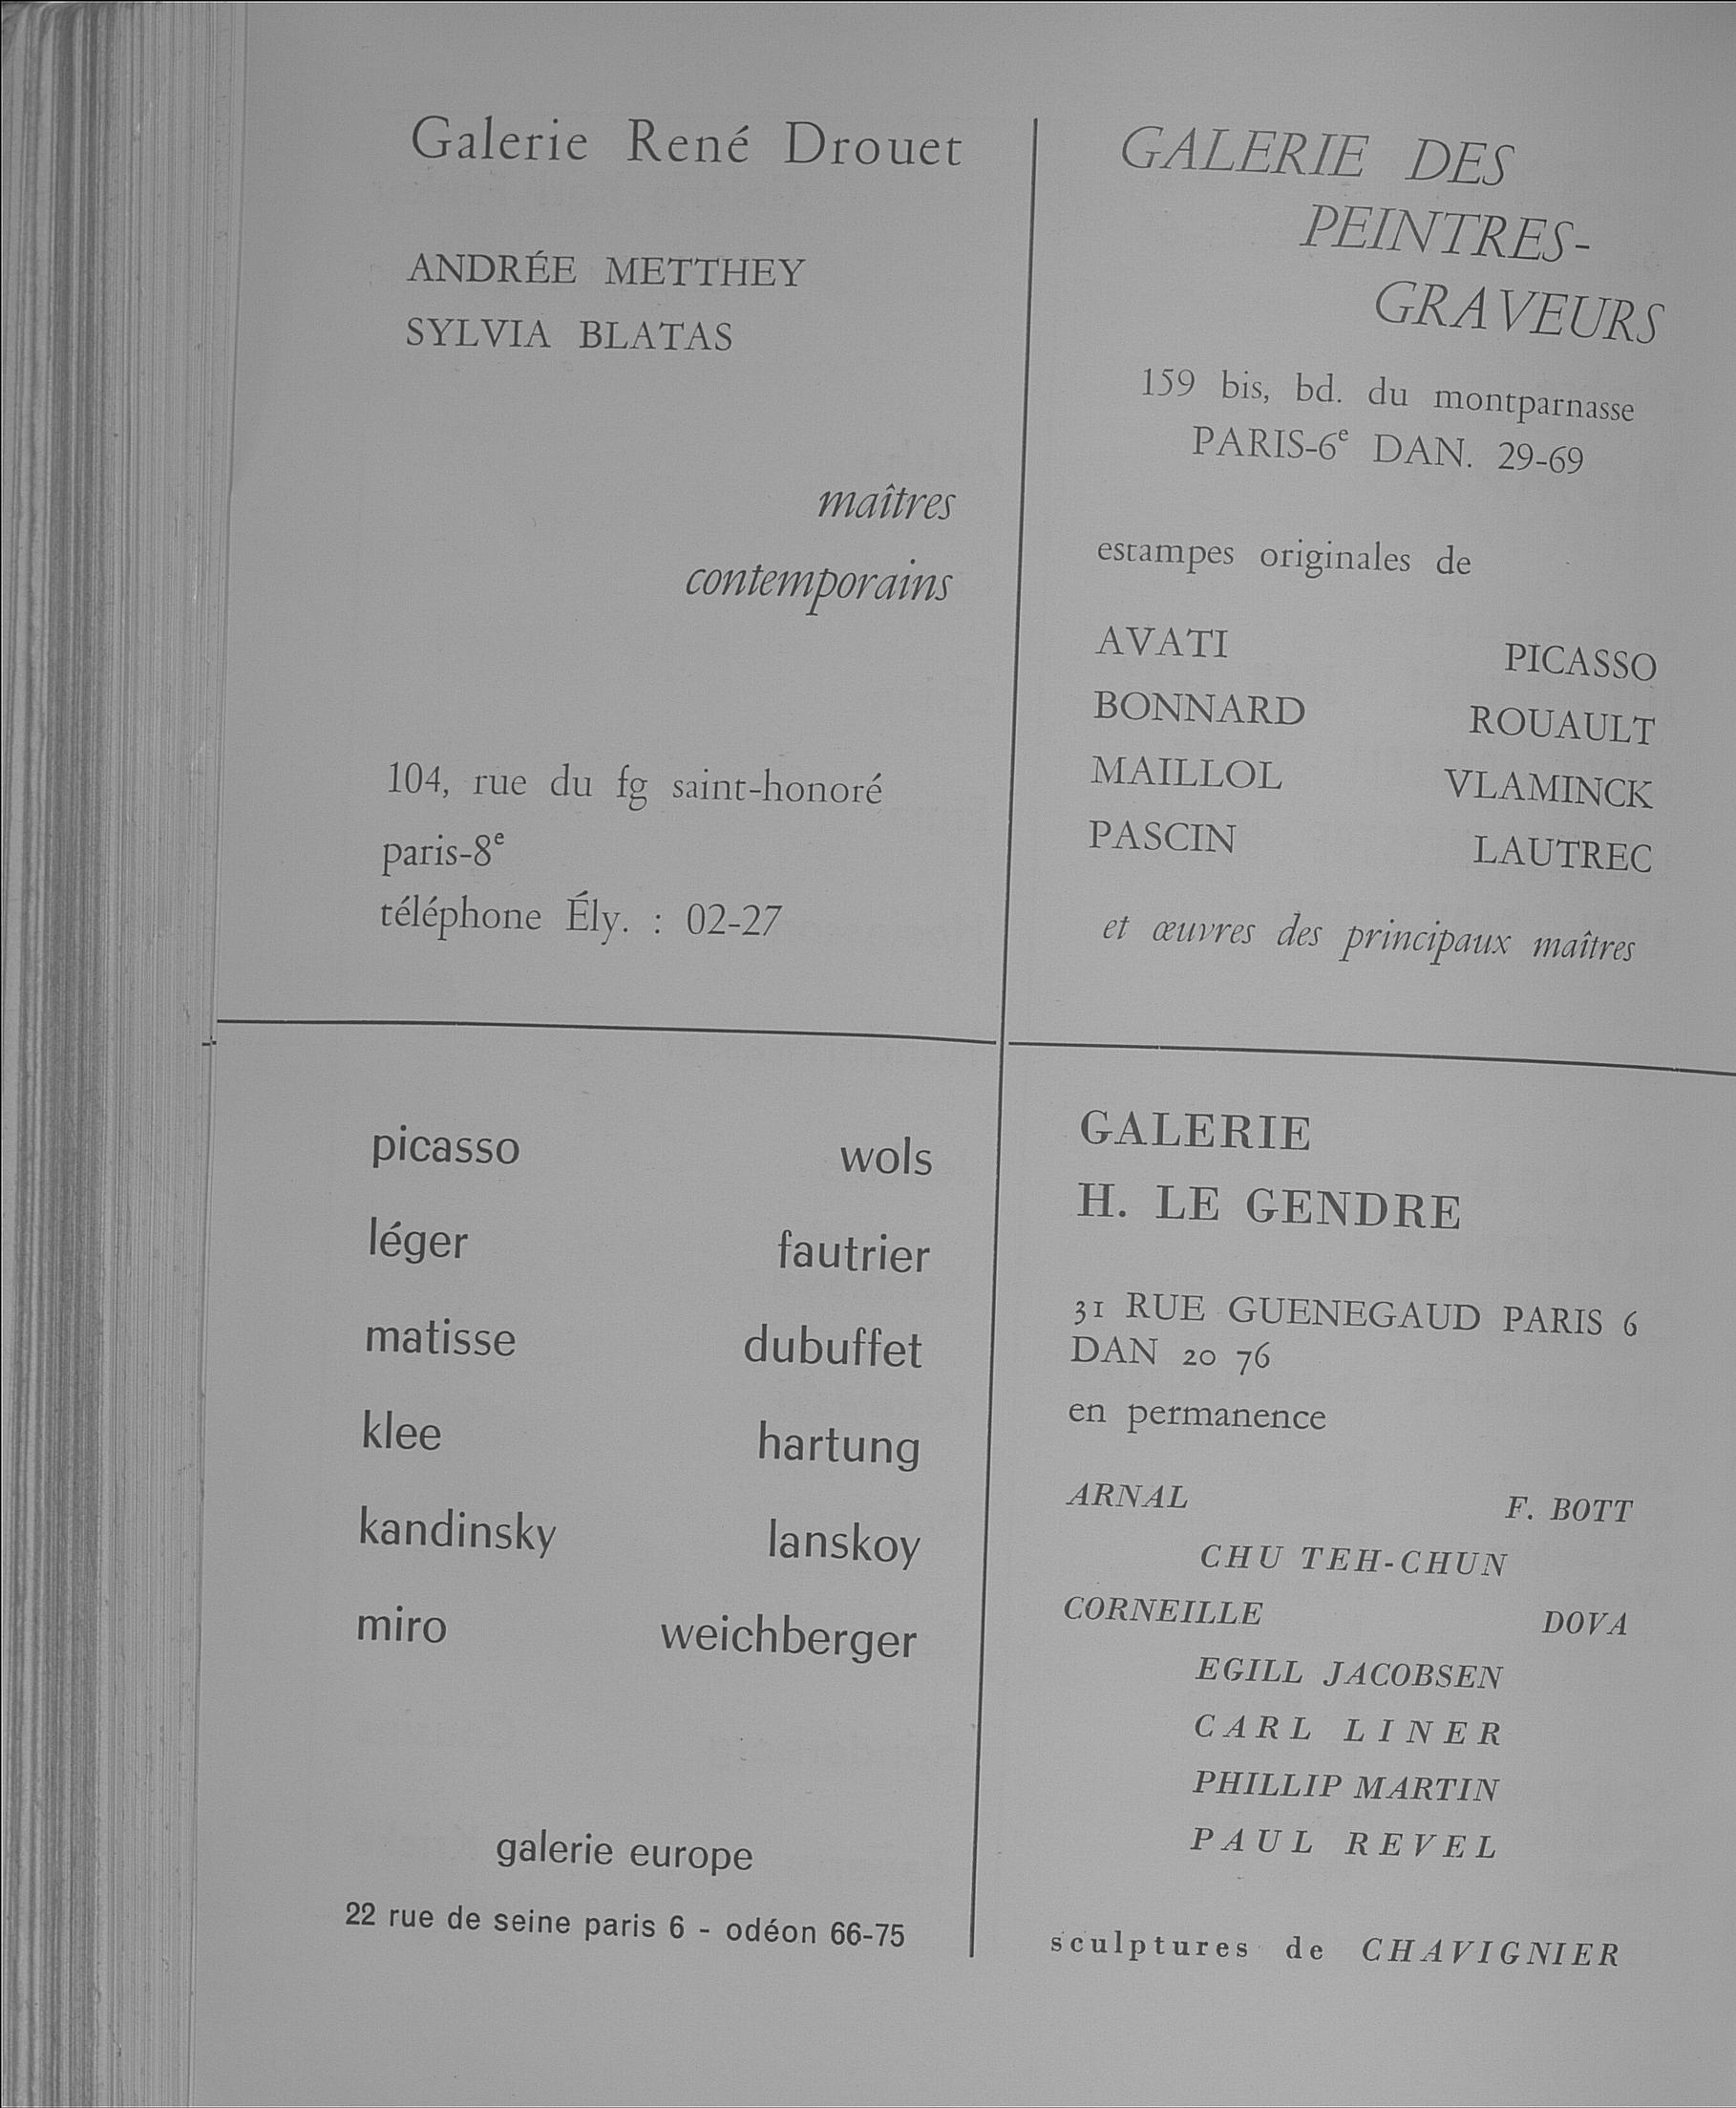 Galerie René Drouet
ANDRÉE METTHEY
SYLVIA BLATAS
maîtres
contemporains
104, rue du fg saint-honoré
paris-8e
téléphone Ély. : 02-27
GALERIE DES
PEINTRES-
GRAVEURS
159 bis, bd. du montparnasse
PARIS-6e DAN. 29-69
estampes originales de
AVATI PICASSO
BONNARD ROUAULT
MAILLOL VLAMINCK
PASCIN LAUTREC
et œuvres des principaux maîtres
picasso wols
léger fautrier
matisse dubuffet
klee hartung
kandinsky lanskoy
miro weichberger
galerie europe
22 rue de seine paris 6 - odéon 66-75
GALERIE
H. LE GENDRE
31 RUE GUENEGAUD PARIS 6
DAN 20 76
en permanence
ARNAL F. BOTT
CHU TEH-CHUN
CORNEILLE DOVA
EGILL JACOBSEN
CARL LINER
PHILLIP MARTIN
PAUL REVEL
sculptures de CHAVIGNIER